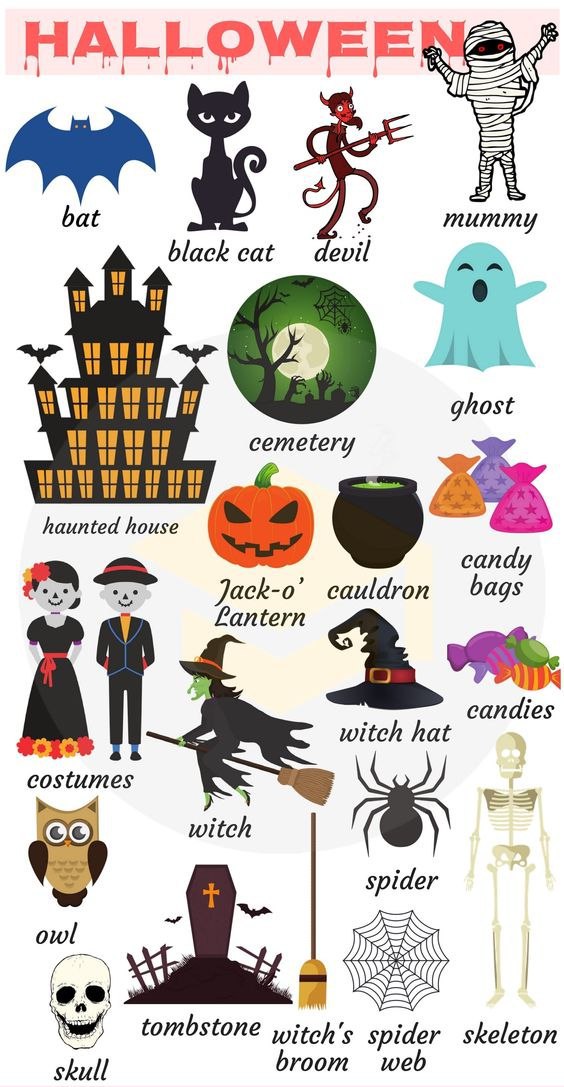 HALLOWEEN
bat
black cat
devil
mummy
haunted house
cemetery
ghost
Jack-o'
Lantern
cauldron
candy
bags
costumes
witch
witch hat
candies
owl
spider
skull
tombstone
witch's
broom
spider
web
skeleton